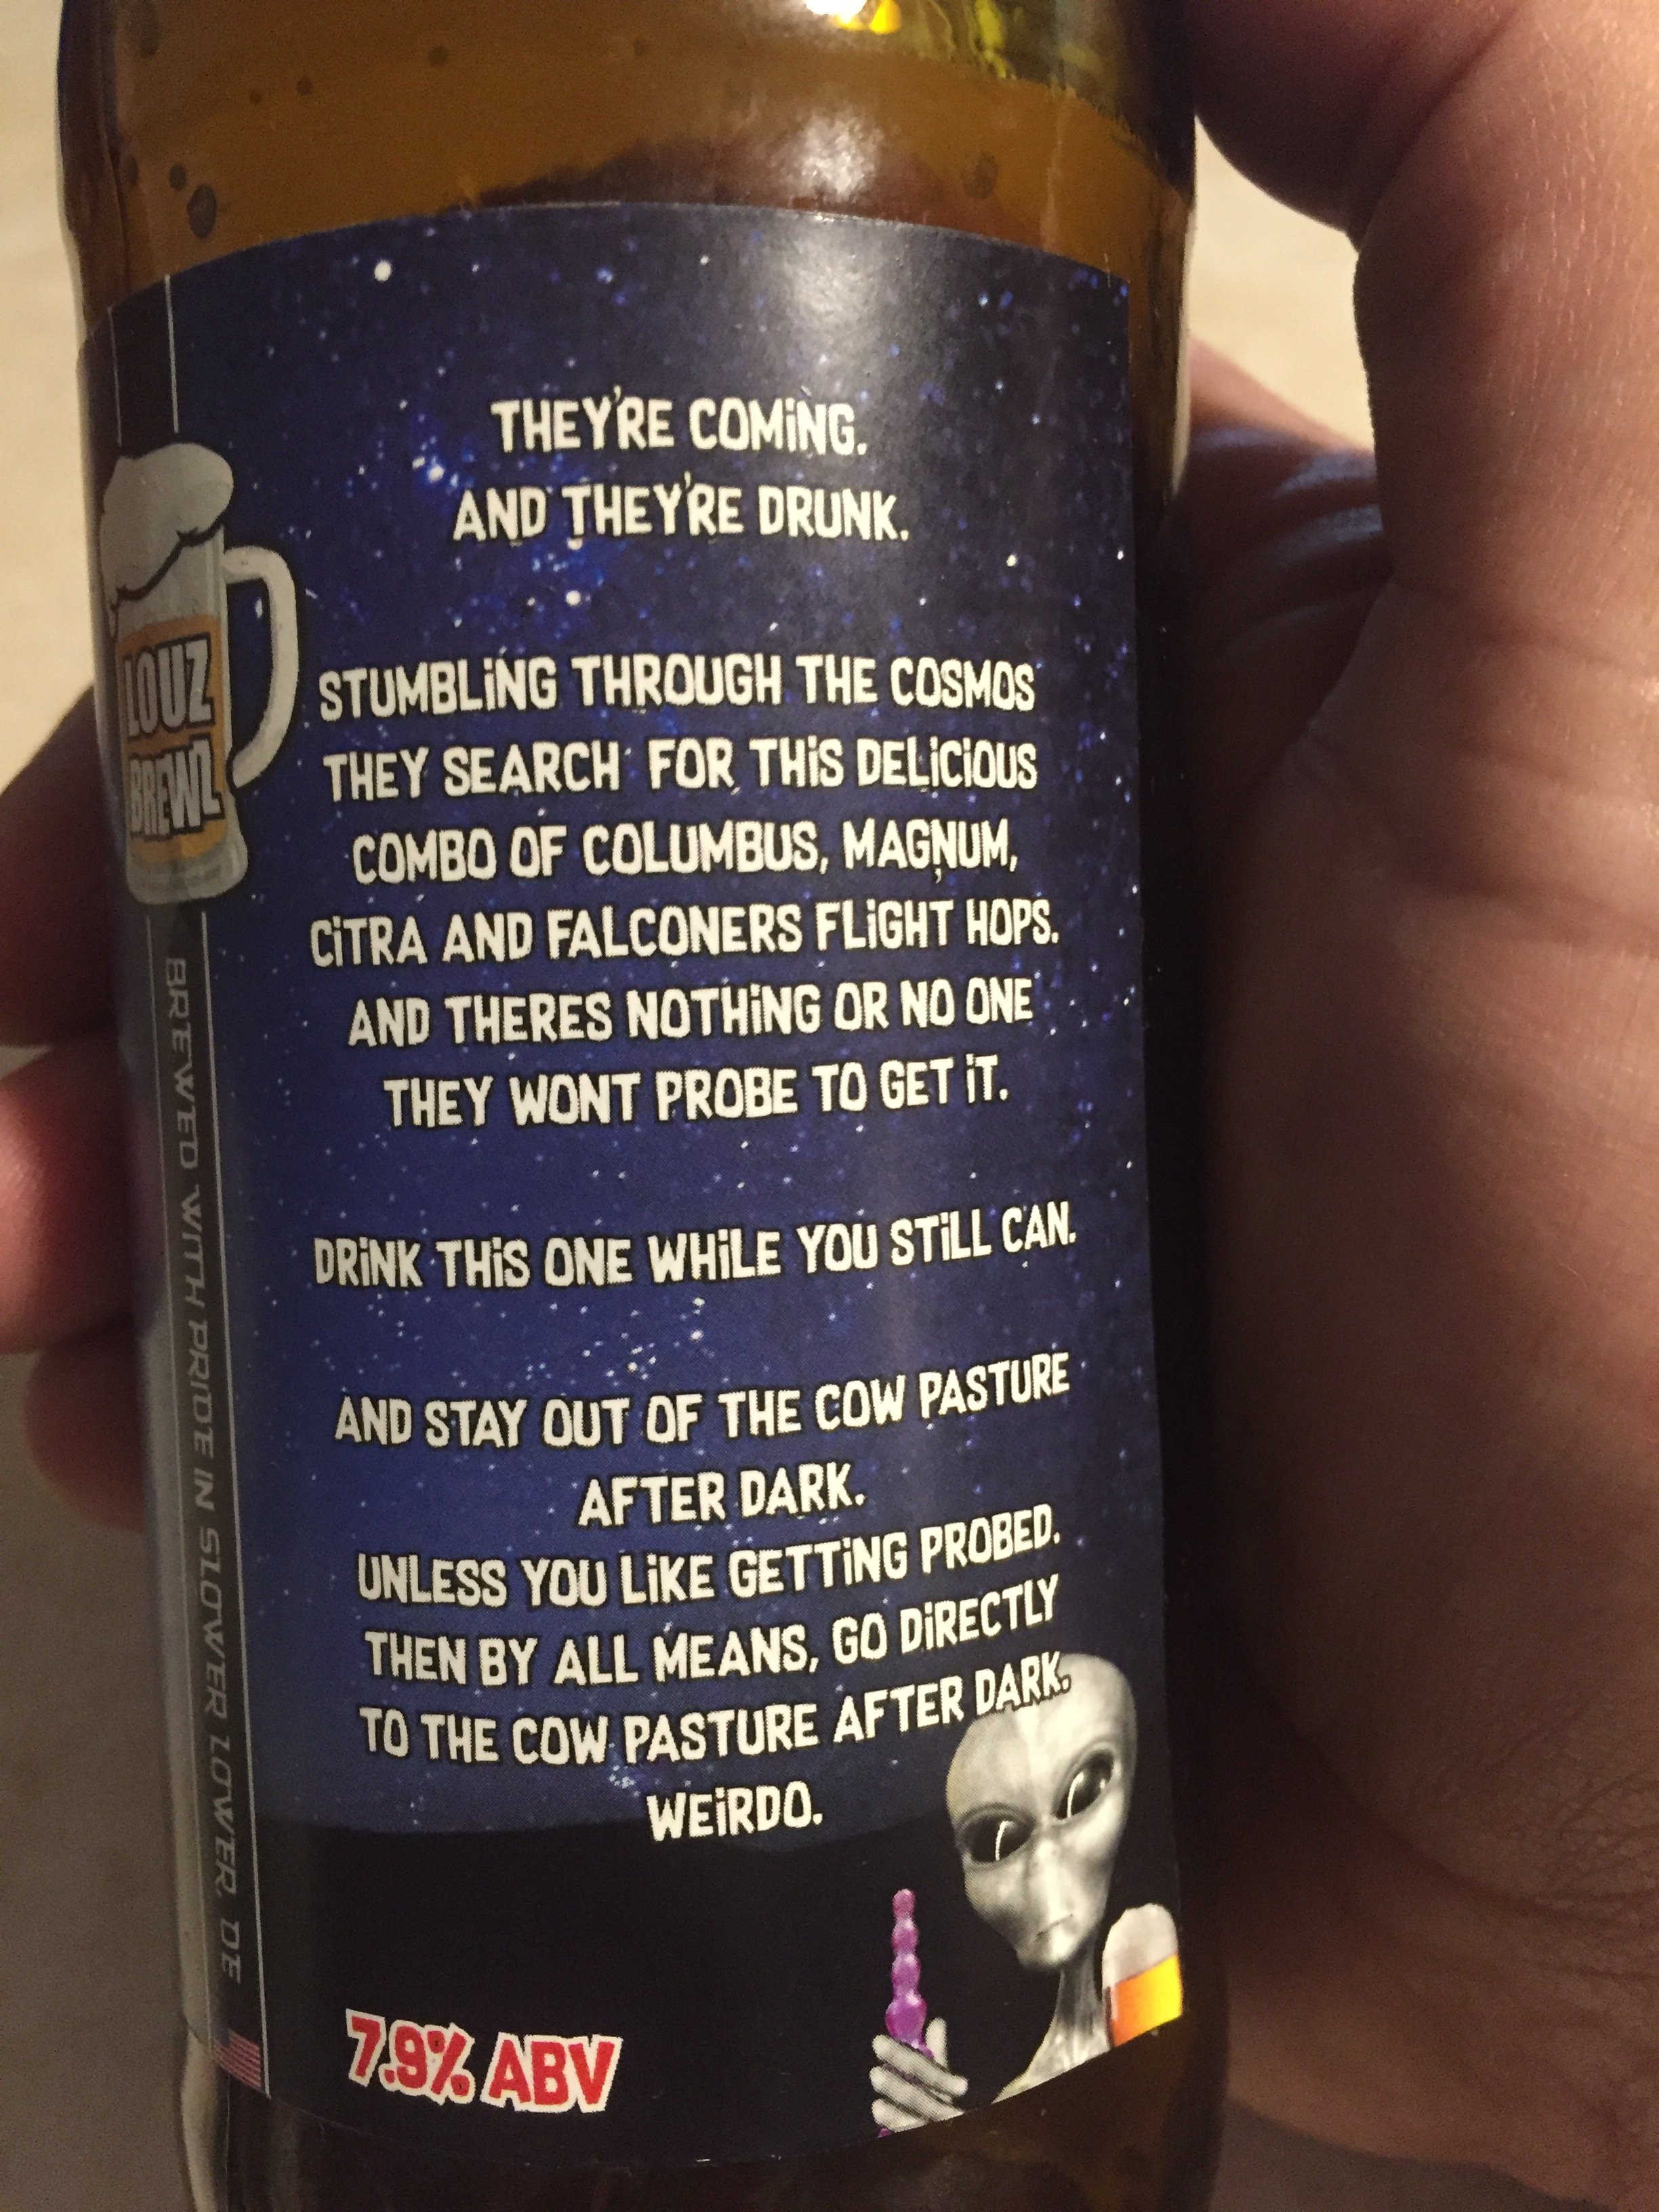 THEY'RE COMiNG.
AND THEY'RE DRUNK.
STUMBLiNG THROUGH THE COSMOS
THEY SEARCH FOR THiS DELiCiOUS
COMBO OF COLUMBUS, MAGNUM,
CiTRA AND FALCONERS FLiGHT HOPS.
AND THERES NOTHiNG OR NO ONE
THEY WONT PROBE TO GET iT.
DRiNK THiS ONE WHiLE YOU STiLL CAN.
AND STAY OUT OF THE COW PASTURE
AFTER DARK.
UNLESS YOU LiKE GETTiNG PROBED.
THEN BY ALL MEANS, GO DiRECTLY
TO THE COW PASTURE AFTER DARK.
WEiRDO.
7.9% ABV
LOUZ
BREWZ
BREWED WITH PRIDE IN SLOWER LOWER, DE